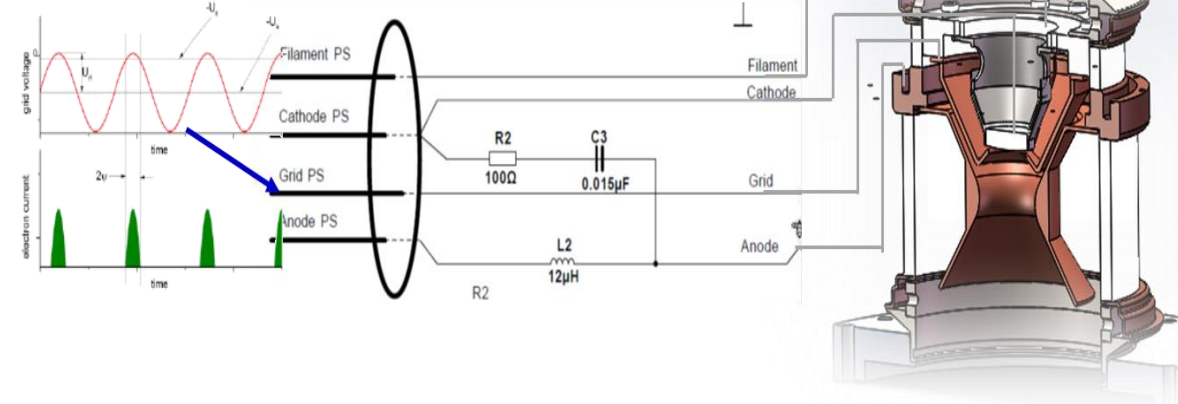 grid voltage
time
2υ
electron current
time
Filament PS
Cathode PS
Grid PS
Anode PS
R2
100Ω
C3
0.015µF
L2
12µH
R2
Filament
Cathode
Grid
Anode